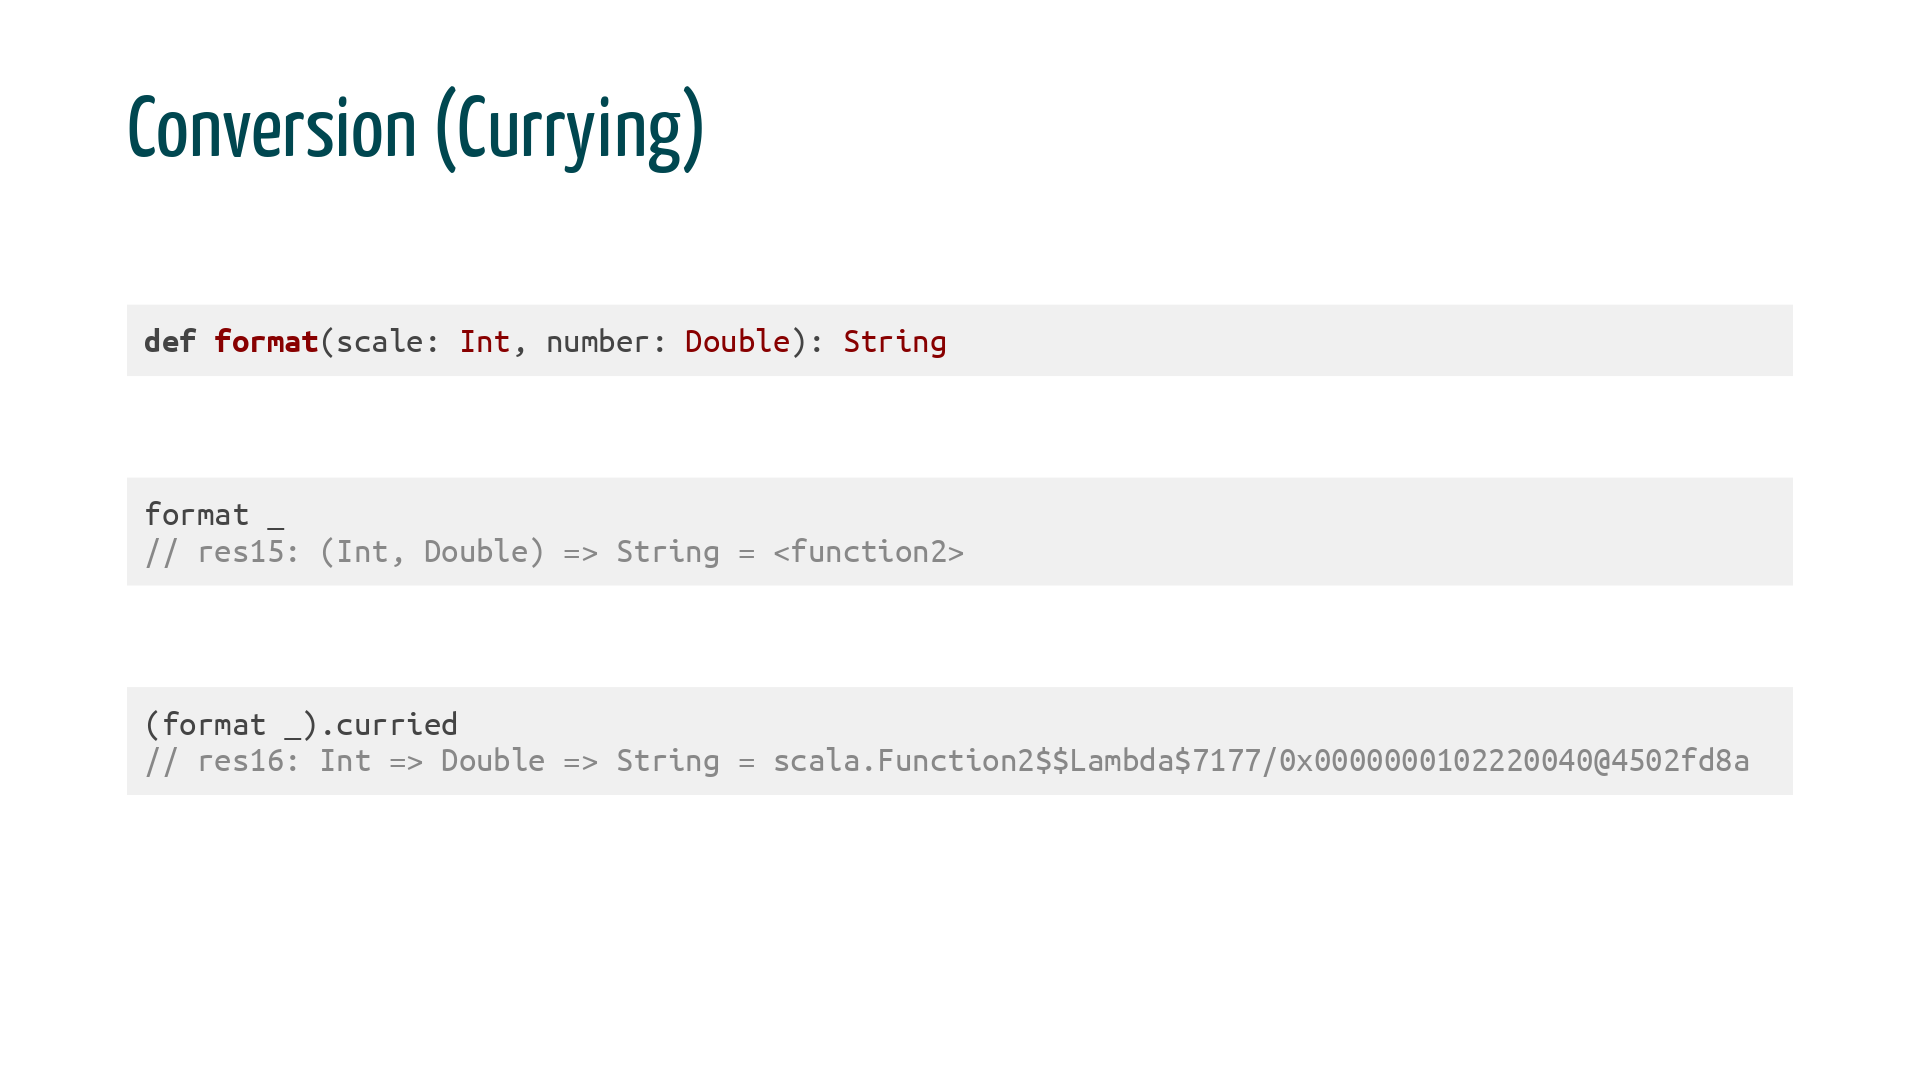 Conversion (Currying)
def format(scale: Int, number: Double): String
format _
// res15: (Int, Double) => String = <function2>
(format _).curried
// res16: Int => Double => String = scala.Function2$$Lambda$7177/0x0000000102220040@4502fd8a